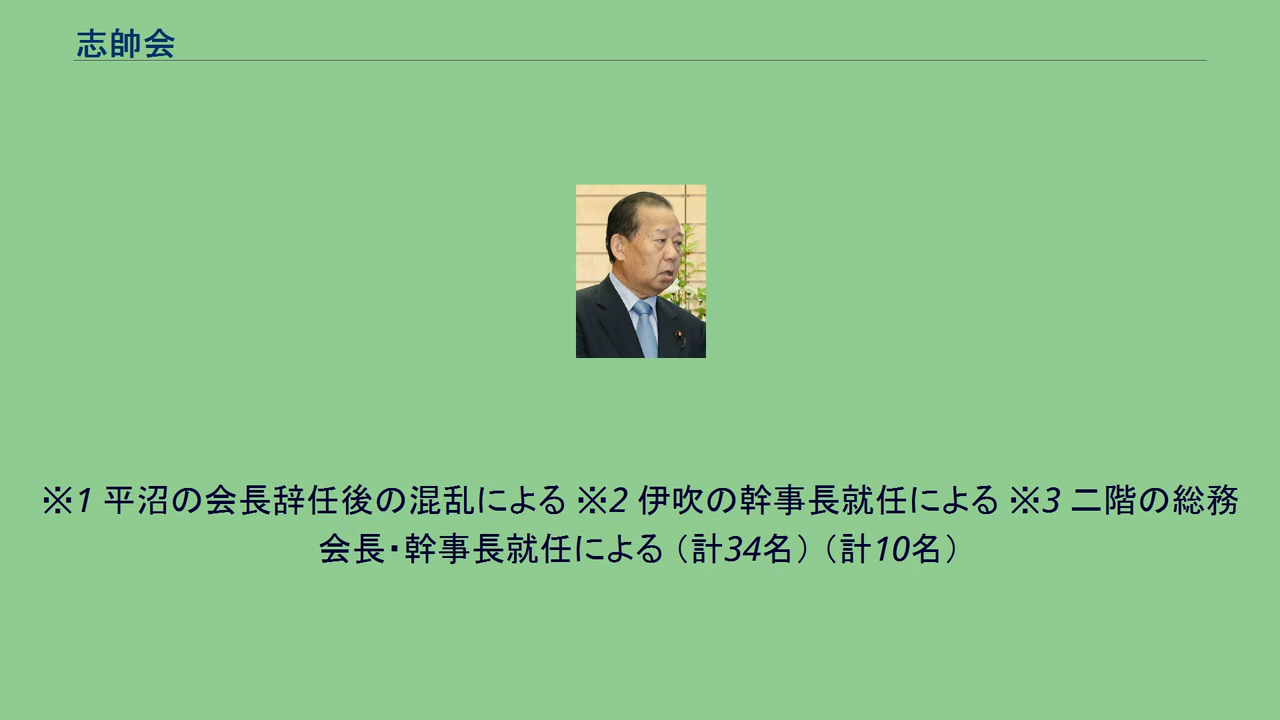 志帥会
※1 平沼の会長辞任後の混乱による ※2 伊吹の幹事長就任による ※3 二階の総務
会長・幹事長就任による（計34名）（計10名）